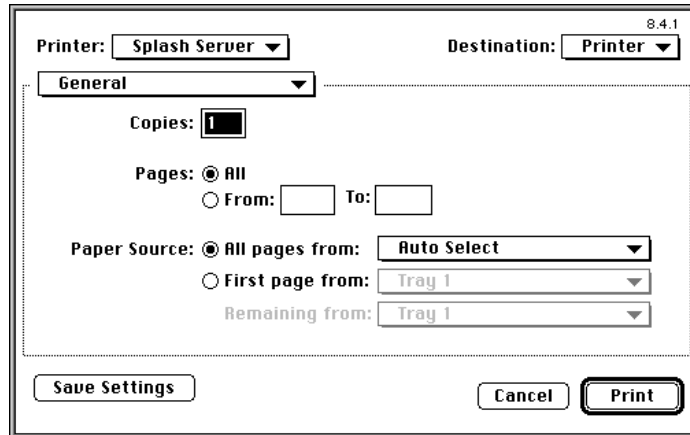 8.4.1
Printer: Splash Server Destination: Printer
General
Copies: 1
Pages: All
From: To:
Paper Source: All pages from: Auto Select
First page from: Tray 1
Remaining from: Tray 1
Save Settings Cancel Print